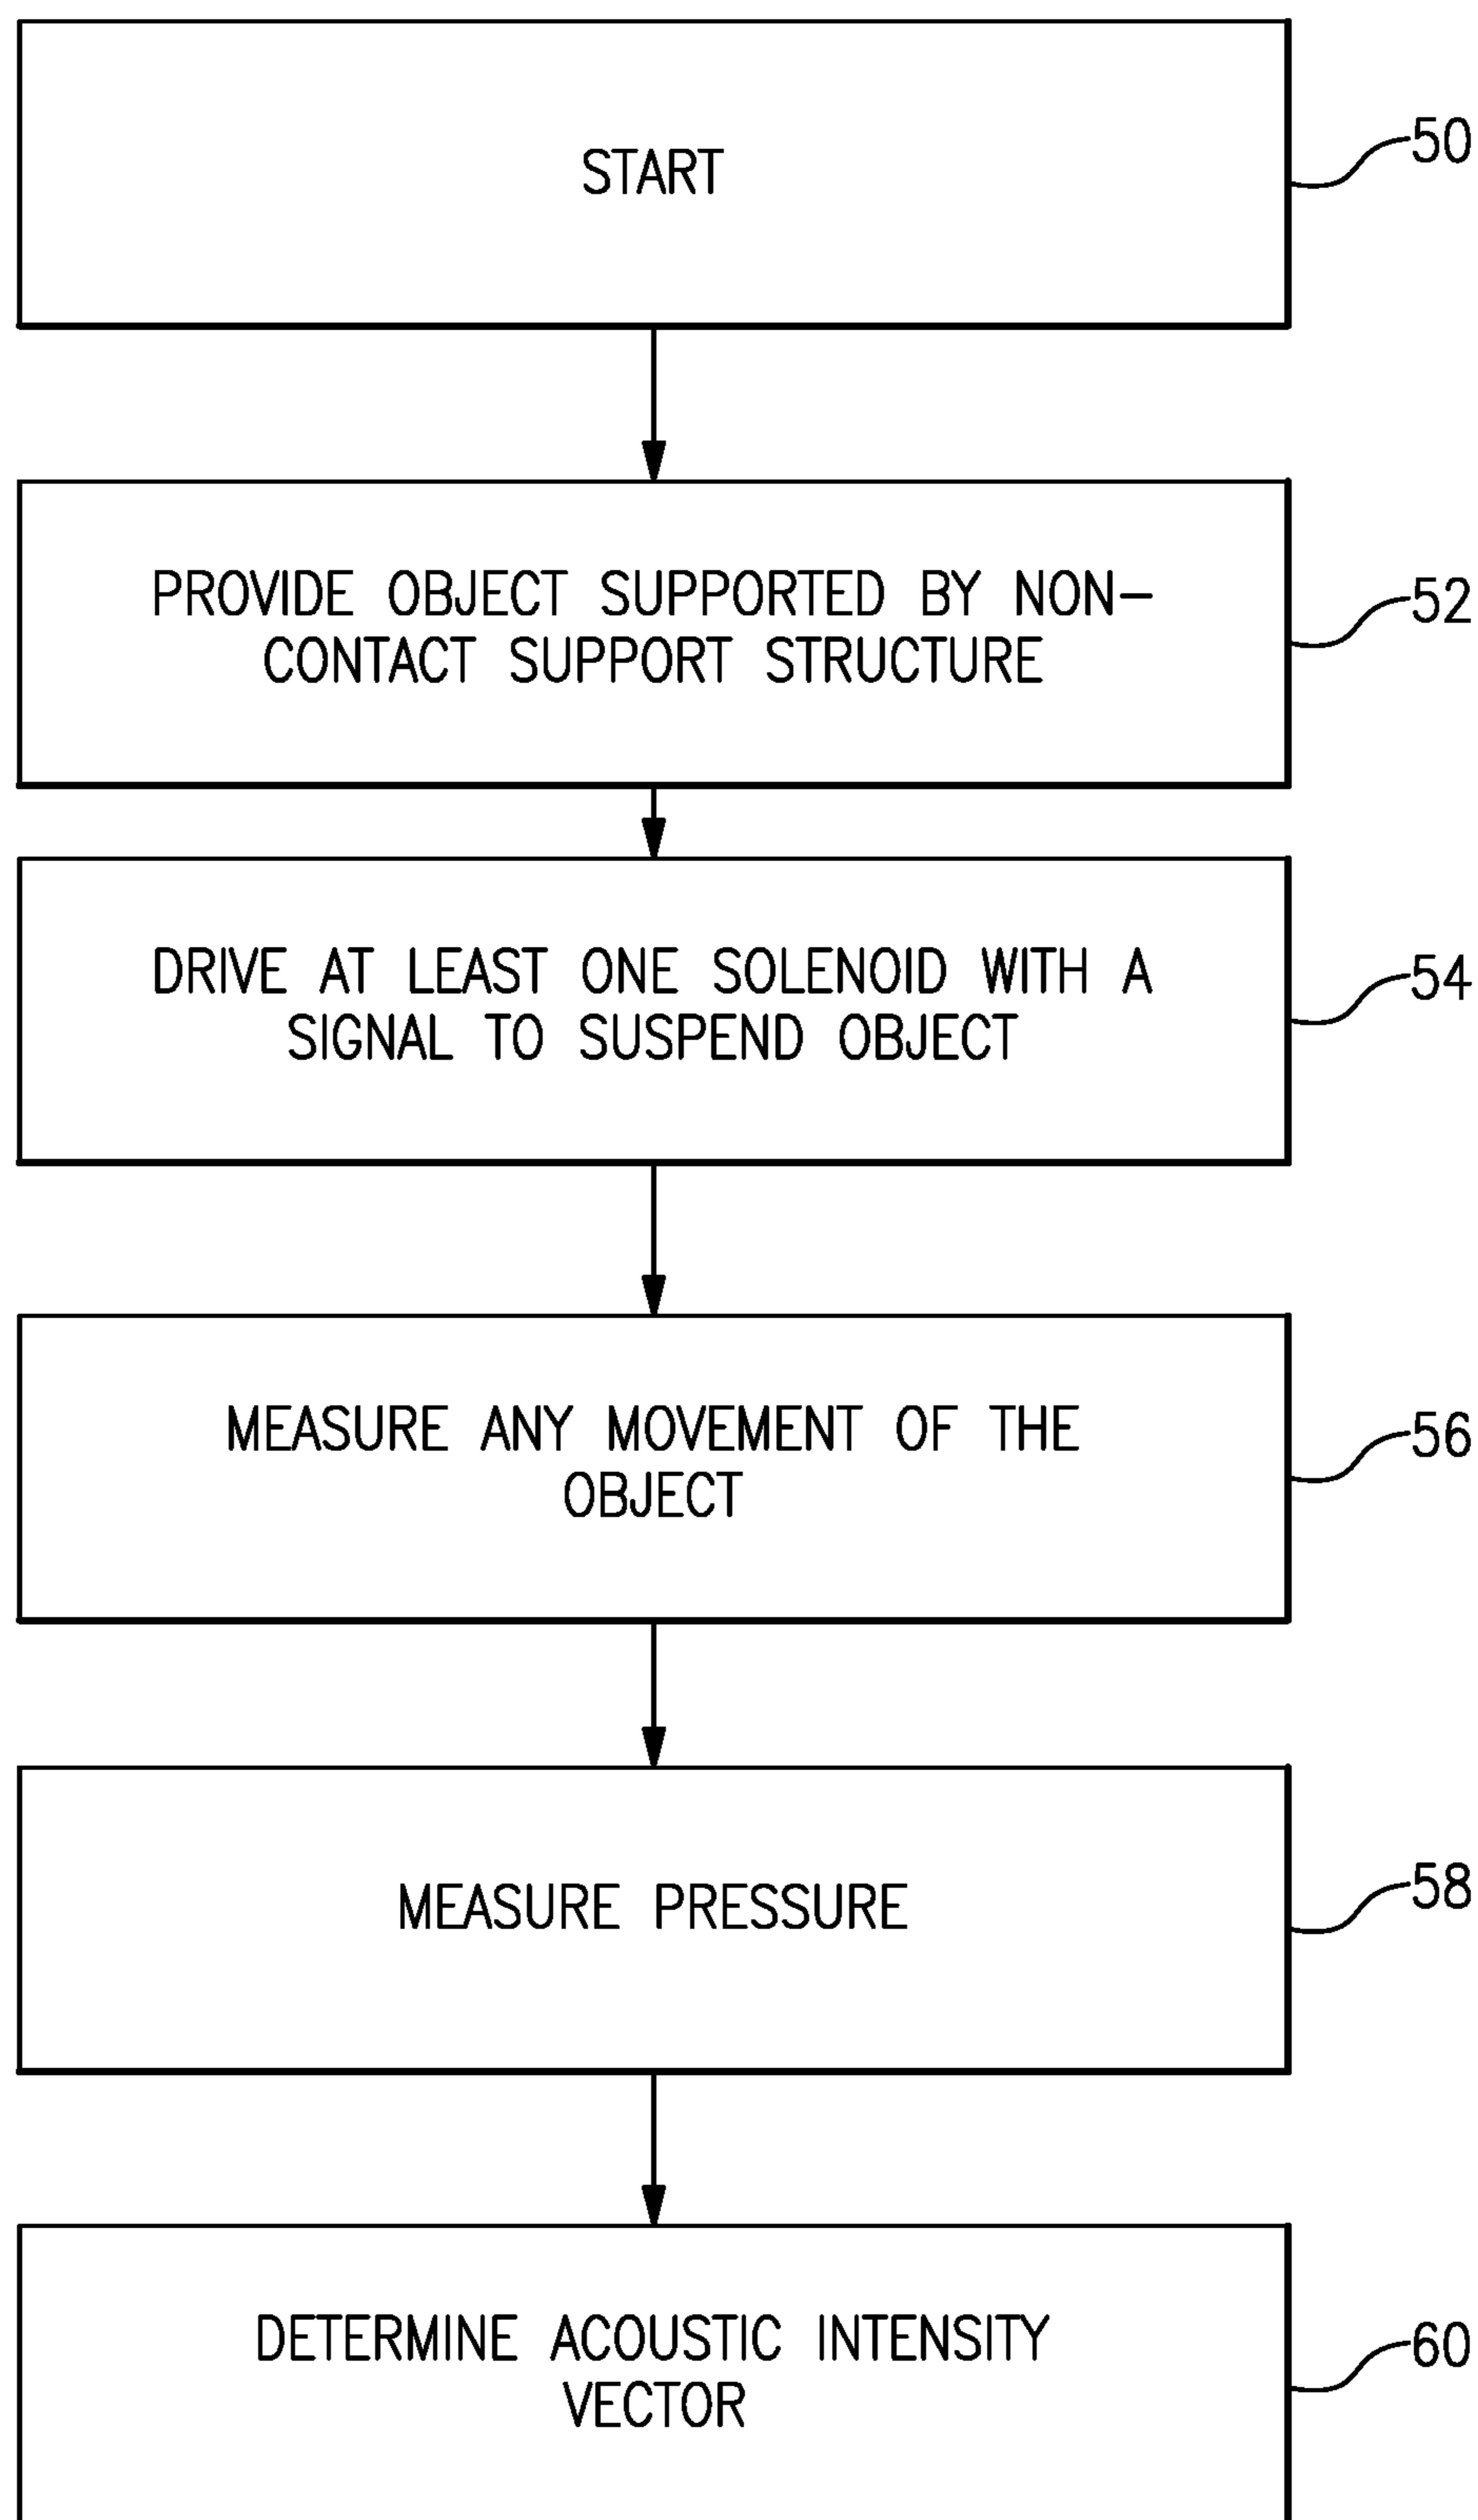 START
50
PROVIDE OBJECT SUPPORTED BY NON-
CONTACT SUPPORT STRUCTURE
52
DRIVE AT LEAST ONE SOLENOID WITH A
SIGNAL TO SUSPEND OBJECT
54
MEASURE ANY MOVEMENT OF THE
OBJECT
56
MEASURE PRESSURE
58
DETERMINE ACOUSTIC INTENSITY
VECTOR
60